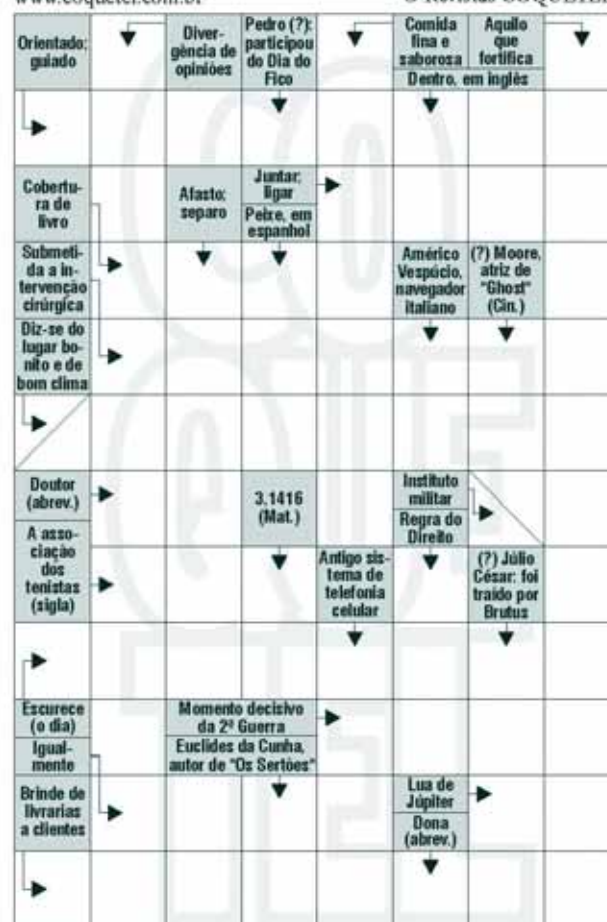 www.coquetel.com.br
© Revistas COQUETEL
Orientado;
guiado
Diver-
gência de
opiniões
Pedro (?):
participou
do Dia do
Fico
Comida
fina e
saborosa
Aquilo
que
fortifica
Dentro, em inglês
Cobertu-
ra de
livro
Afasto;
separo
Juntar;
ligar
Peixe, em
espanhol
Submeti-
da a in-
tervenção
cirúrgica
Américo
Vespúcio,
navegador
italiano
(?) Moore,
atriz de
"Ghost"
(Cin.)
Diz-se do
lugar bo-
nito e de
bom clima
Doutor
(abrev.)
3,1416
(Mat.)
Instituto
militar
Regra do
Direito
A asso-
ciação
dos
tenistas
(sigla)
Antigo sis-
tema de
telefonia
celular
(?) Júlio
César: foi
traído por
Brutus
Escurece
(o dia)
Momento decisivo
da 2ª Guerra
Igual-
mente
Euclides da Cunha,
autor de "Os Sertões"
Brinde de
livrarias
a clientes
Lua de
Júpiter
Dona
(abrev.)